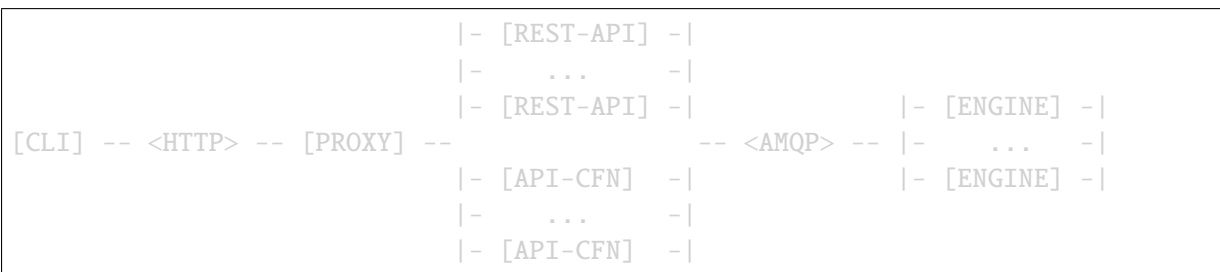 |- [REST-API] -|
                                 |-    ...     -|
                                 |- [REST-API] -|              |- [ENGINE] -|
[CLI] -- <HTTP> -- [PROXY] --                  -- <AMQP> -- |-    ...    -|
                                 |- [API-CFN]  -|              |- [ENGINE] -|
                                 |-    ...     -|
                                 |- [API-CFN]  -|